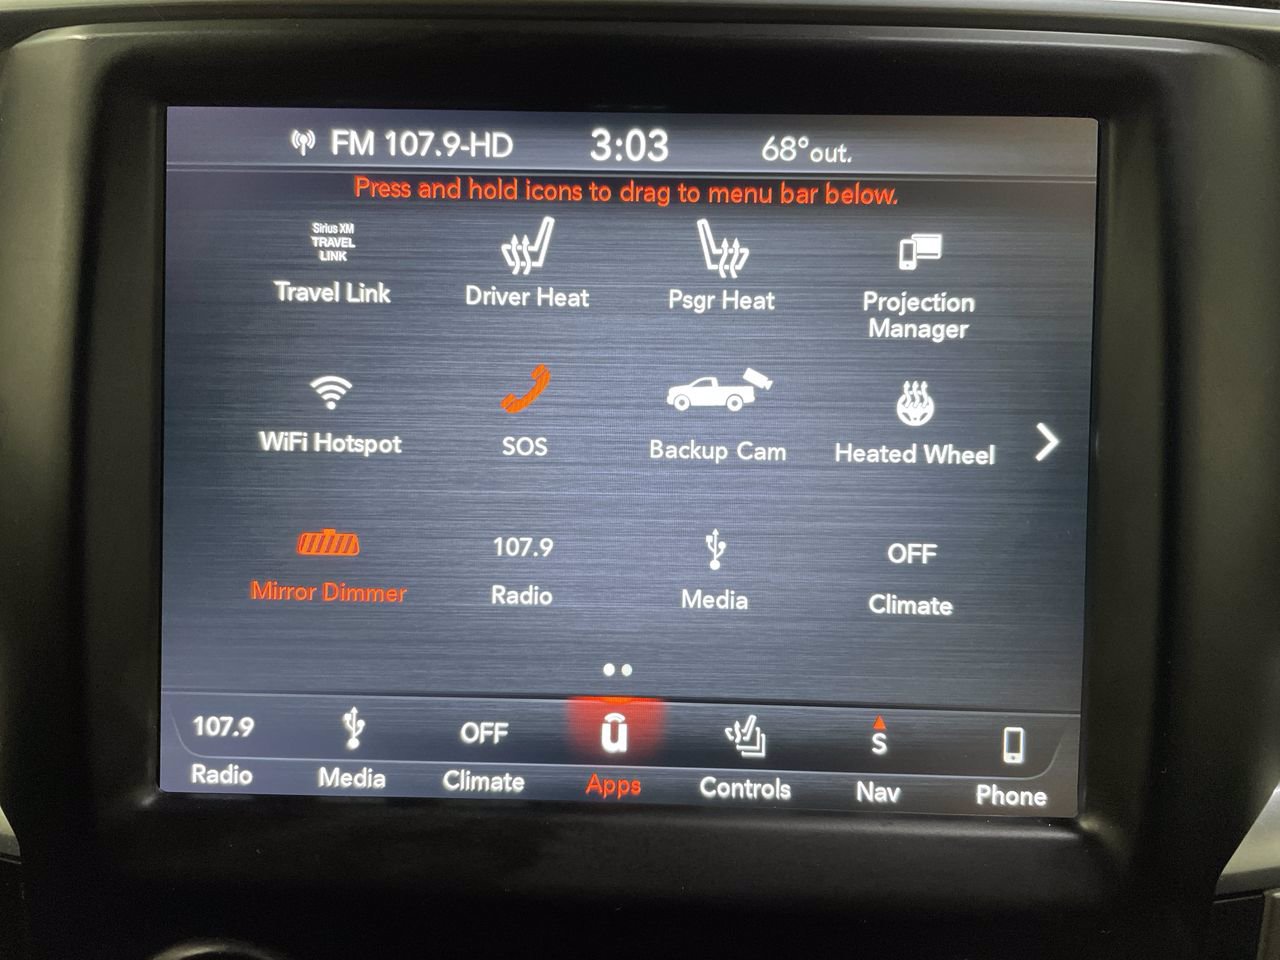 FM 107.9-HD 3:03 68°out.
Press and hold icons to drag to menu bar below.
Sirius XM
TRAVEL
LINK
Travel Link
Driver Heat
Psgr Heat
Projection
Manager
WiFi Hotspot
SOS
Backup Cam
Heated Wheel
Mirror Dimmer
107.9
Radio
Media
OFF
Climate
107.9
Radio
Media
OFF
Climate
û
Apps
Controls
S
Nav
Phone